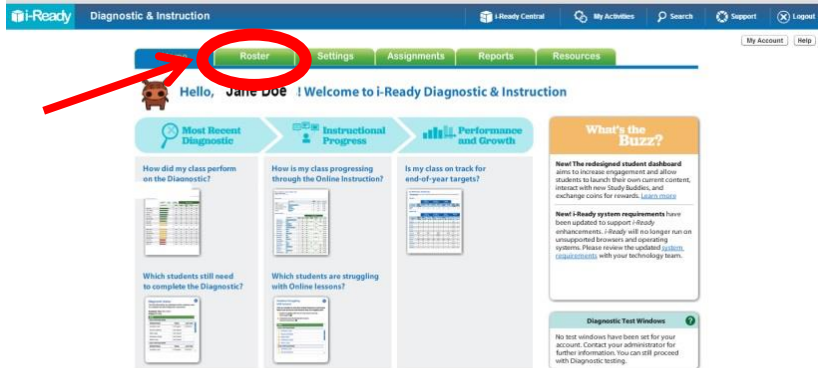 i-Ready Diagnostic & Instruction i-Ready Central My Activities Search Support Logout
My Account Help
Roster Settings Assignments Reports Resources
Hello, Jane Doe ! Welcome to i-Ready Diagnostic & Instruction
Most Recent
Diagnostic
Instructional
Progress
Performance
and Growth
What's the
Buzz?
How did my class perform
on the Diagnostic?
How is my class progressing
through the Online Instruction?
Is my class on track for
end-of-year targets?
Which students still need
to complete the Diagnostic?
Which students are struggling
with Online lessons?
New! The redesigned student dashboard
aims to increase engagement and allow
students to launch their own current content,
interact with new Study Buddies, and
exchange coins for rewards. Learn more
New! i-Ready system requirements have
been updated to support i-Ready
enhancements. i-Ready will no longer run on
unsupported browsers and operating
systems. Please review the updated system
requirements with your technology team.
Diagnostic Test Windows ?
No test windows have been set for your
account. Contact your administrator for
further information. You can still proceed
with Diagnostic testing.